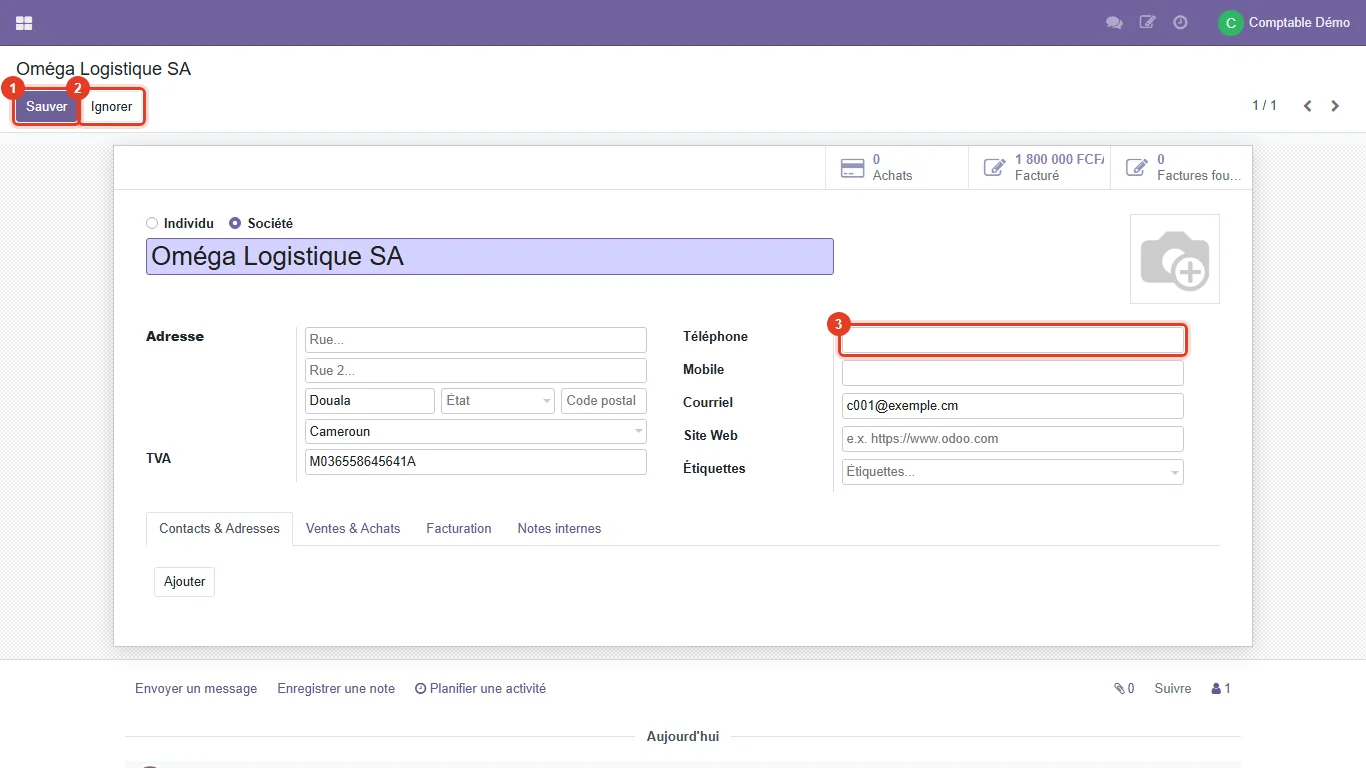 C Comptable Démo
Oméga Logistique SA
1 2
Sauver Ignorer
1 / 1
0
Achats
1 800 000 FCFA
Facturé
0
Factures fou...
Individu Société
Oméga Logistique SA
3
Adresse
Rue...
Rue 2...
Douala État Code postal
Cameroun
TVA M036558645641A
Téléphone
Mobile
Courriel c001@exemple.cm
Site Web e.x. https://www.odoo.com
Étiquettes Étiquettes...
Contacts & Adresses Ventes & Achats Facturation Notes internes
Ajouter
Envoyer un message Enregistrer une note Planifier une activité 0 Suivre 1
Aujourd'hui